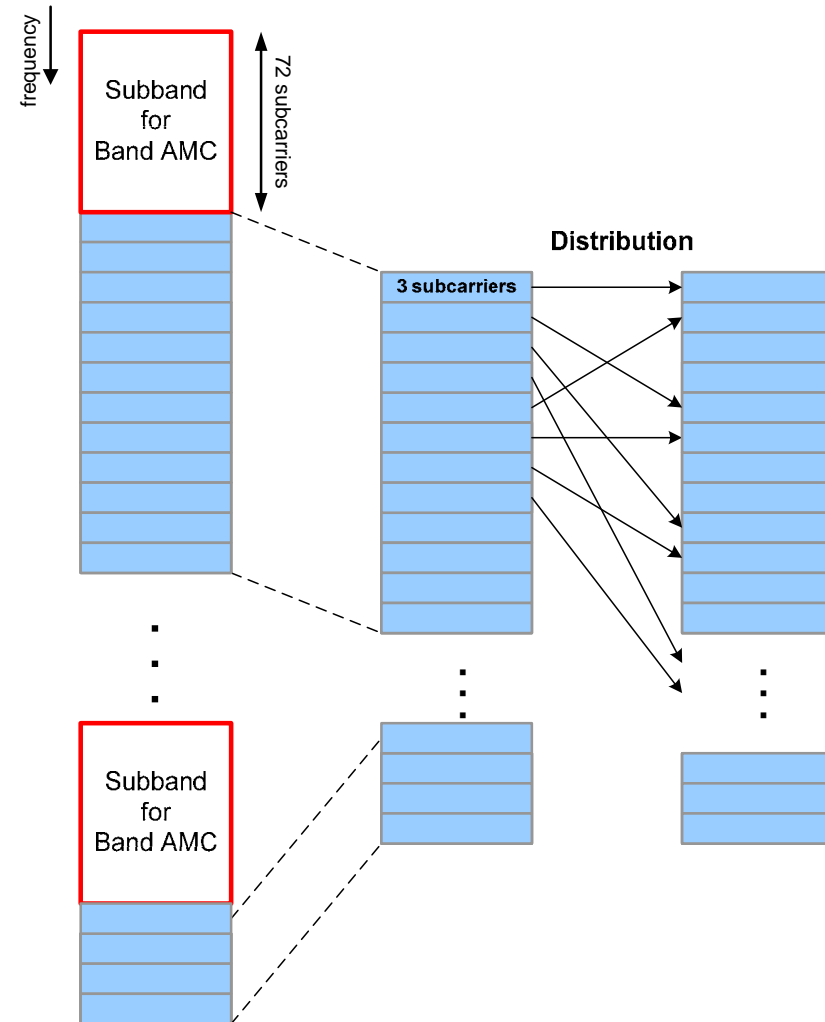 frequency
Subband
for
Band AMC
72 subcarriers
Distribution
3 subcarriers
Subband
for
Band AMC